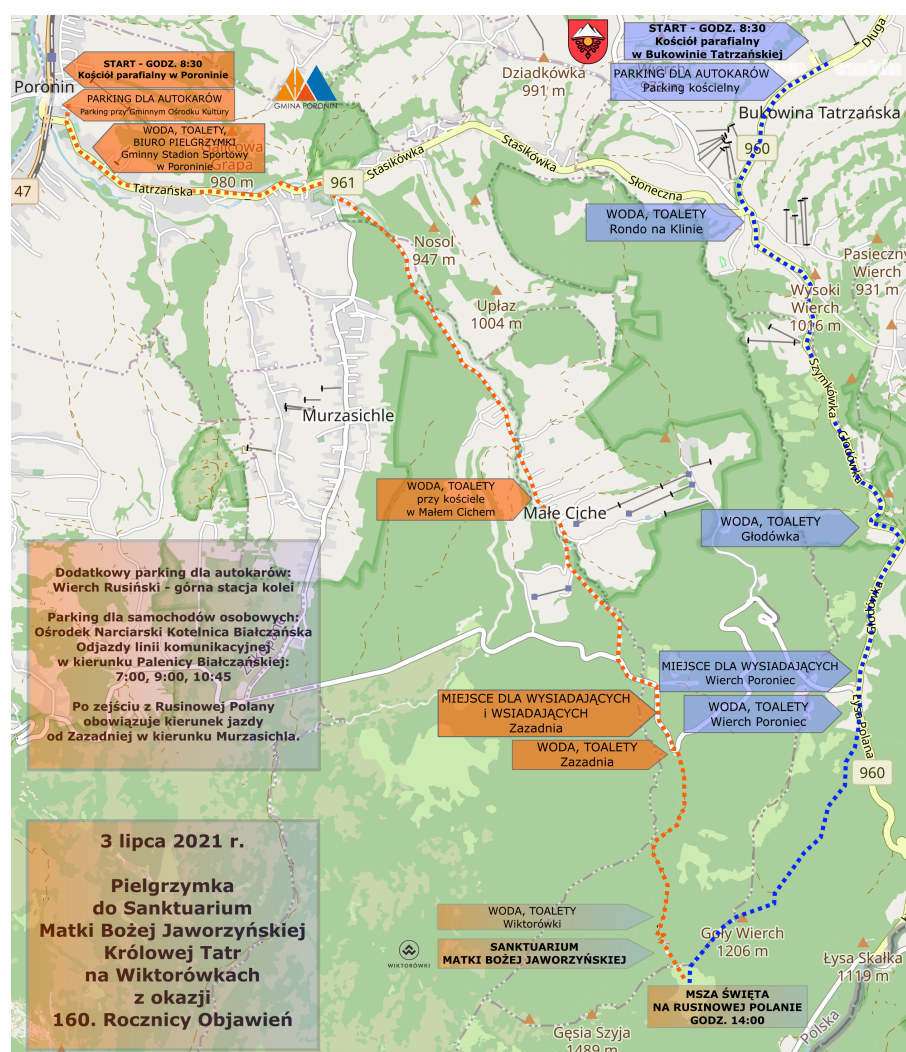 START - GODZ. 8:30
Kościół parafialny w Poroninie
Poronin
PARKING DLA AUTOKARÓW
Parking przy Gminnym Ośrodku Kultury
WODA, TOALETY,
BIURO PIELGRZYMKI
Gminny Stadion Sportowy
w Poroninie
Grapa
980 m
47
Tatrzańska
GMINA PORONIN
961
Stasikówka
Stasikówka
Słoneczna
Dziadkówka
991 m
START - GODZ. 8:30
Kościół parafialny
w Bukowinie Tatrzańskiej
Długa
PARKING DLA AUTOKARÓW
Parking kościelny
Bukowina Tatrzańska
960
WODA, TOALETY
Rondo na Klinie
Nosol
947 m
Upłaz
1004 m
Pasieczny
Wierch
931 m
Wysoki
Wierch
1016 m
Szymkówka
Głodówka
Murzasichle
WODA, TOALETY
przy kościele
w Małem Cichem
Małe Ciche
WODA, TOALETY
Głodówka
Głodówka
Dodatkowy parking dla autokarów:
Wierch Rusiński - górna stacja kolei
Parking dla samochodów osobowych:
Ośrodek Narciarski Kotelnica Białczańska
Odjazdy linii komunikacyjnej
w kierunku Palenicy Białczańskiej:
7:00, 9:00, 10:45
Po zejściu z Rusinowej Polany
obowiązuje kierunek jazdy
od Zazadniej w kierunku Murzasichla.
MIEJSCE DLA WYSIADAJĄCYCH
Wierch Poroniec
MIEJSCE DLA WYSIADAJĄCYCH
i WSIADAJĄCYCH
Zazadnia
WODA, TOALETY
Wierch Poroniec
Łysa Polana
WODA, TOALETY
Zazadnia
960
3 lipca 2021 r.
Pielgrzymka
do Sanktuarium
Matki Bożej Jaworzyńskiej
Królowej Tatr
na Wiktorówkach
z okazji
160. Rocznicy Objawień
WODA, TOALETY
Wiktorówki
WIKTORÓWKI
SANKTUARIUM
MATKI BOŻEJ JAWORZYŃSKIEJ
Goły Wierch
1206 m
Łysa Skałka
1119 m
MSZA ŚWIĘTA
NA RUSINOWEJ POLANIE
GODZ. 14:00
Polska
Gęsia Szyja
1489 m